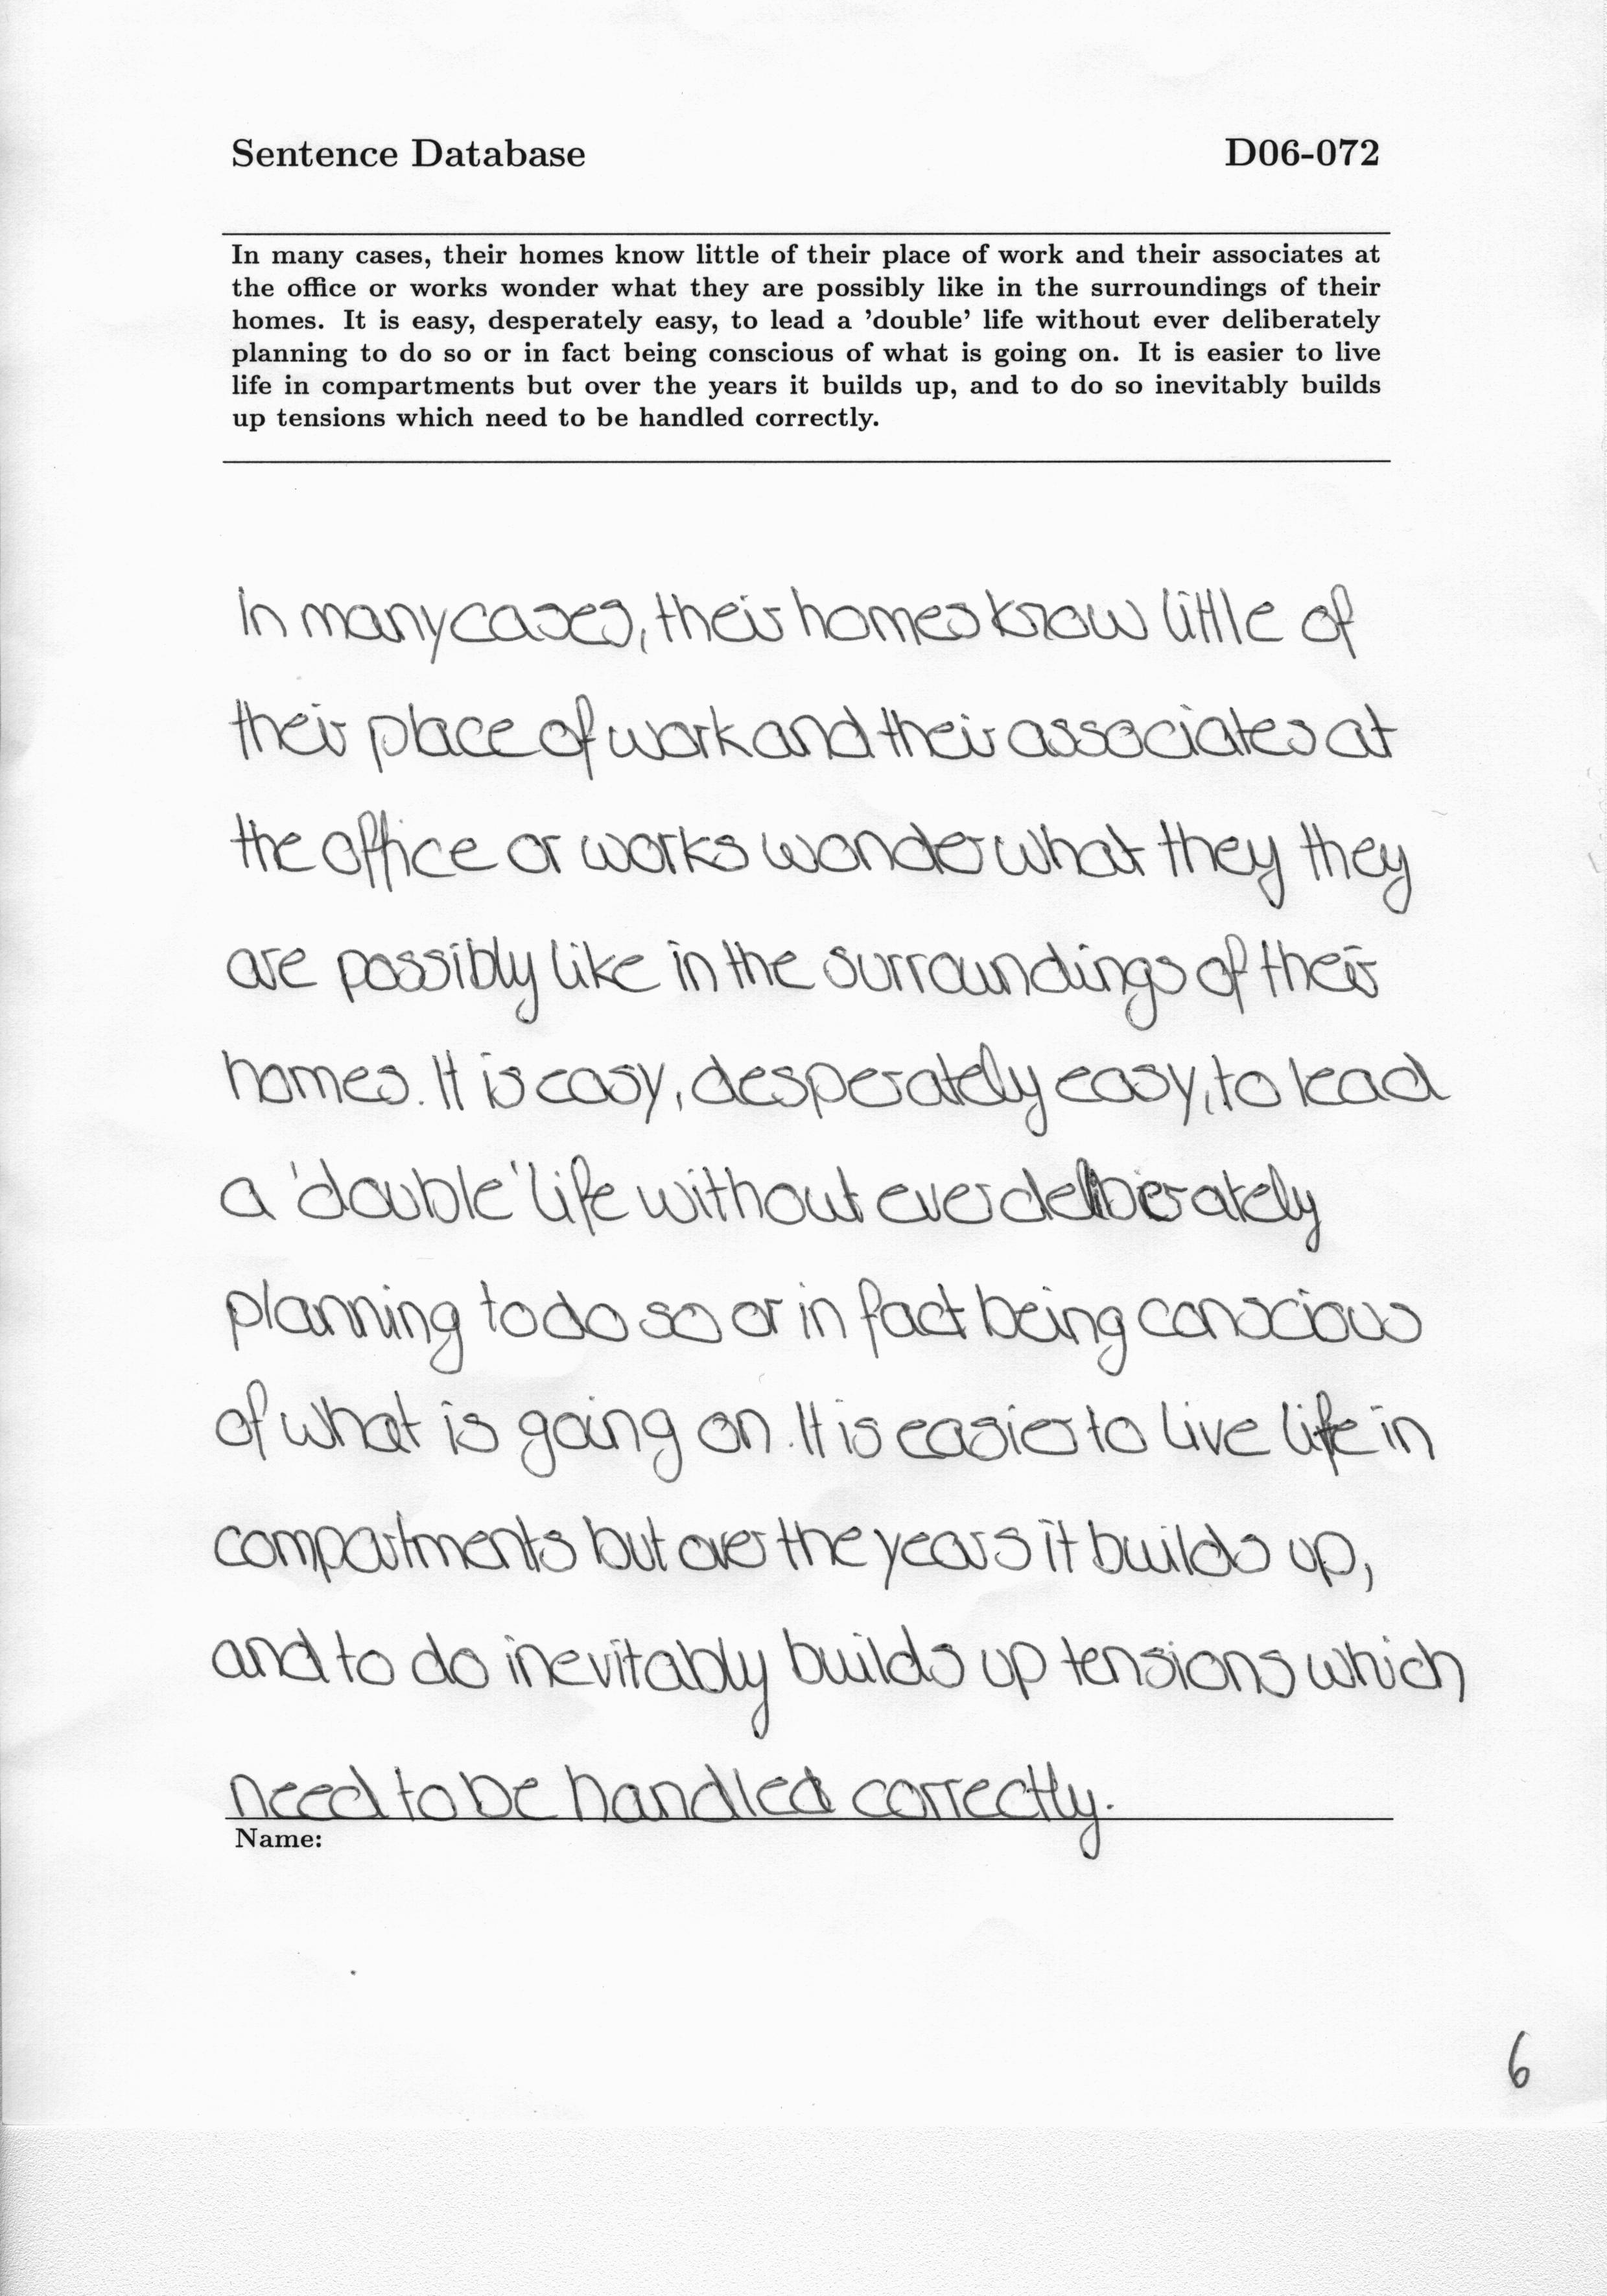 Sentence Database D06-072
In many cases, their homes know little of their place of work and their associates at
the office or works wonder what they are possibly like in the surroundings of their
homes. It is easy, desperately easy, to lead a 'double' life without ever deliberately
planning to do so or in fact being conscious of what is going on. It is easier to live
life in compartments but over the years it builds up, and to do so inevitably builds
up tensions which need to be handled correctly.
In many cases, their homes know little of
their place of work and their associates at
the office or works wonder what they they
are possibly like in the surroundings of their
homes. It is easy, desperately easy, to lead
a 'double' life without ever deliberately
planning to do so or in fact being conscious
of what is going on. It is easier to live life in
compartments but over the years it builds up,
and to do inevitably builds up tensions which
need to be handled correctly.
Name:
6